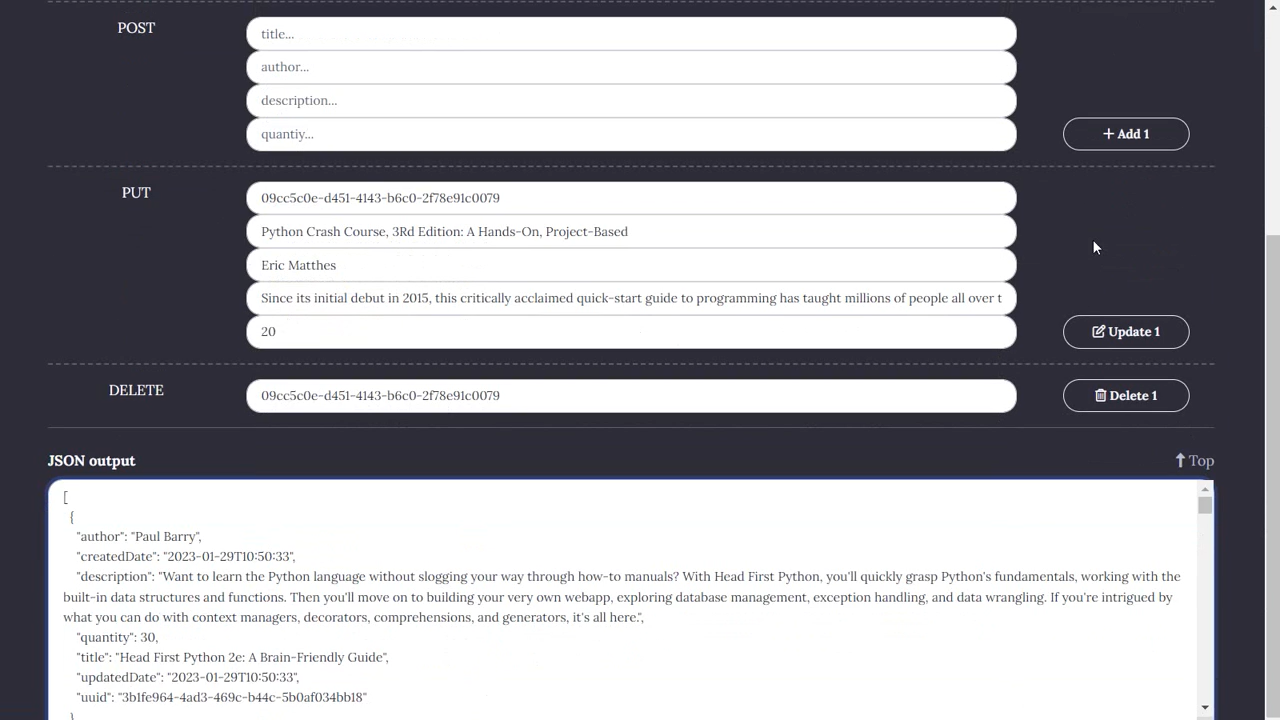 POST
title...
author...
description...
quantiy...
Add 1
PUT
09cc5c0e-d451-4143-b6c0-2f78e91c0079
Python Crash Course, 3Rd Edition: A Hands-On, Project-Based
Eric Matthes
Since its initial debut in 2015, this critically acclaimed quick-start guide to programming has taught millions of people all over t
20
Update 1
DELETE
09cc5c0e-d451-4143-b6c0-2f78e91c0079
Delete 1
JSON output
Top
[
{
"author": "Paul Barry",
"createdDate": "2023-01-29T10:50:33",
"description": "Want to learn the Python language without slogging your way through how-to manuals? With Head First Python, you'll quickly grasp Python's fundamentals, working with the
built-in data structures and functions. Then you'll move on to building your very own webapp, exploring database management, exception handling, and data wrangling. If you're intrigued by
what you can do with context managers, decorators, comprehensions, and generators, it's all here.",
"quantity": 30,
"title": "Head First Python 2e: A Brain-Friendly Guide",
"updatedDate": "2023-01-29T10:50:33",
"uuid": "3b1fe964-4ad3-469c-b44c-5b0af034bb18"
}